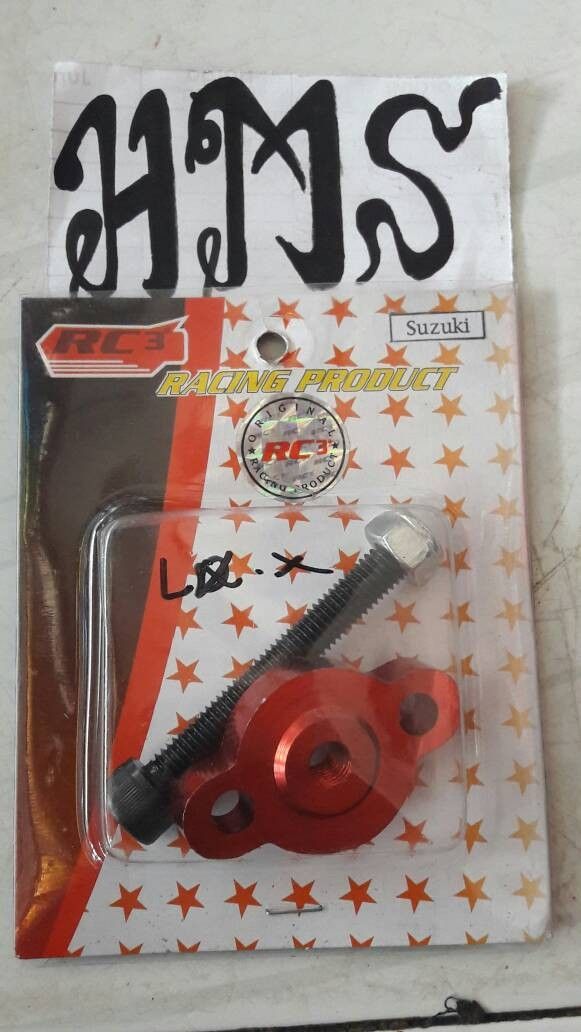 HMS
RC3
Suzuki
RACING PRODUCT
ORIGINAL
RC3
RACING PRODUCT